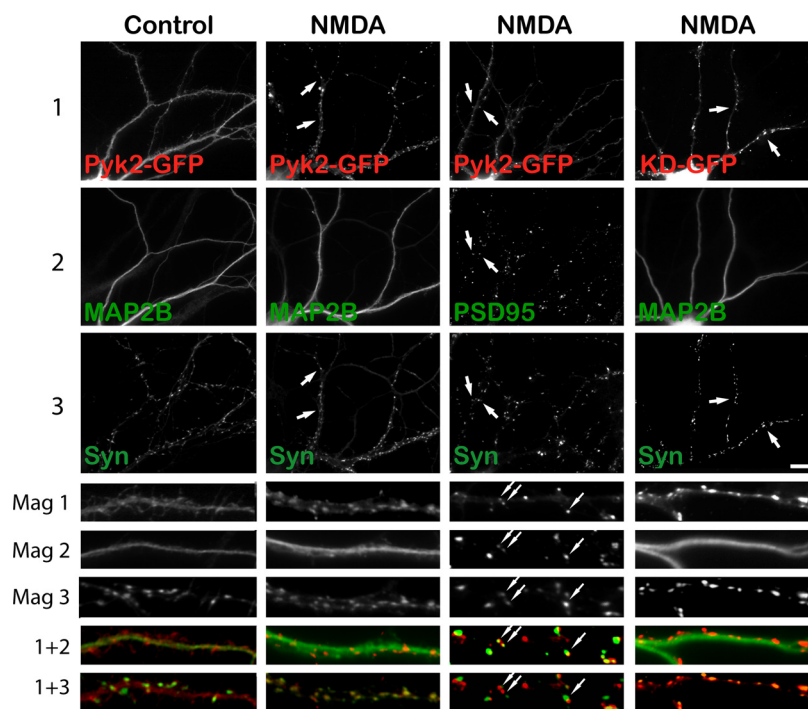 Control NMDA NMDA NMDA
1
Pyk2-GFP Pyk2-GFP Pyk2-GFP KD-GFP
2
MAP2B MAP2B PSD95 MAP2B
3
Syn Syn Syn Syn
Mag 1
Mag 2
Mag 3
1+2
1+3